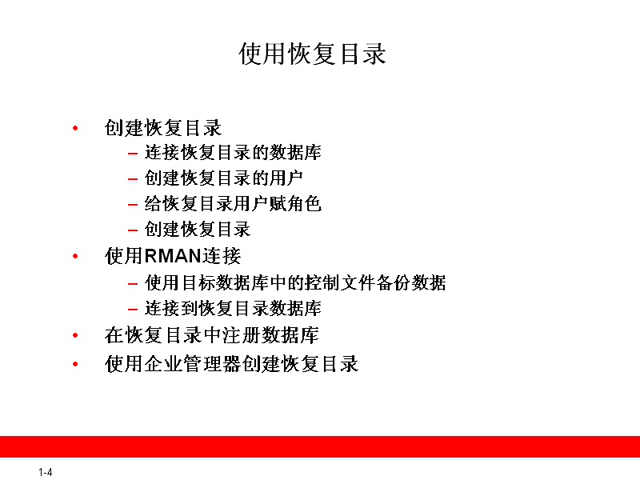 使用恢复目录
• 创建恢复目录
– 连接恢复目录的数据库
– 创建恢复目录的用户
– 给恢复目录用户赋角色
– 创建恢复目录
• 使用RMAN连接
– 使用目标数据库中的控制文件备份数据
– 连接到恢复目录数据库
• 在恢复目录中注册数据库
• 使用企业管理器创建恢复目录
1-4